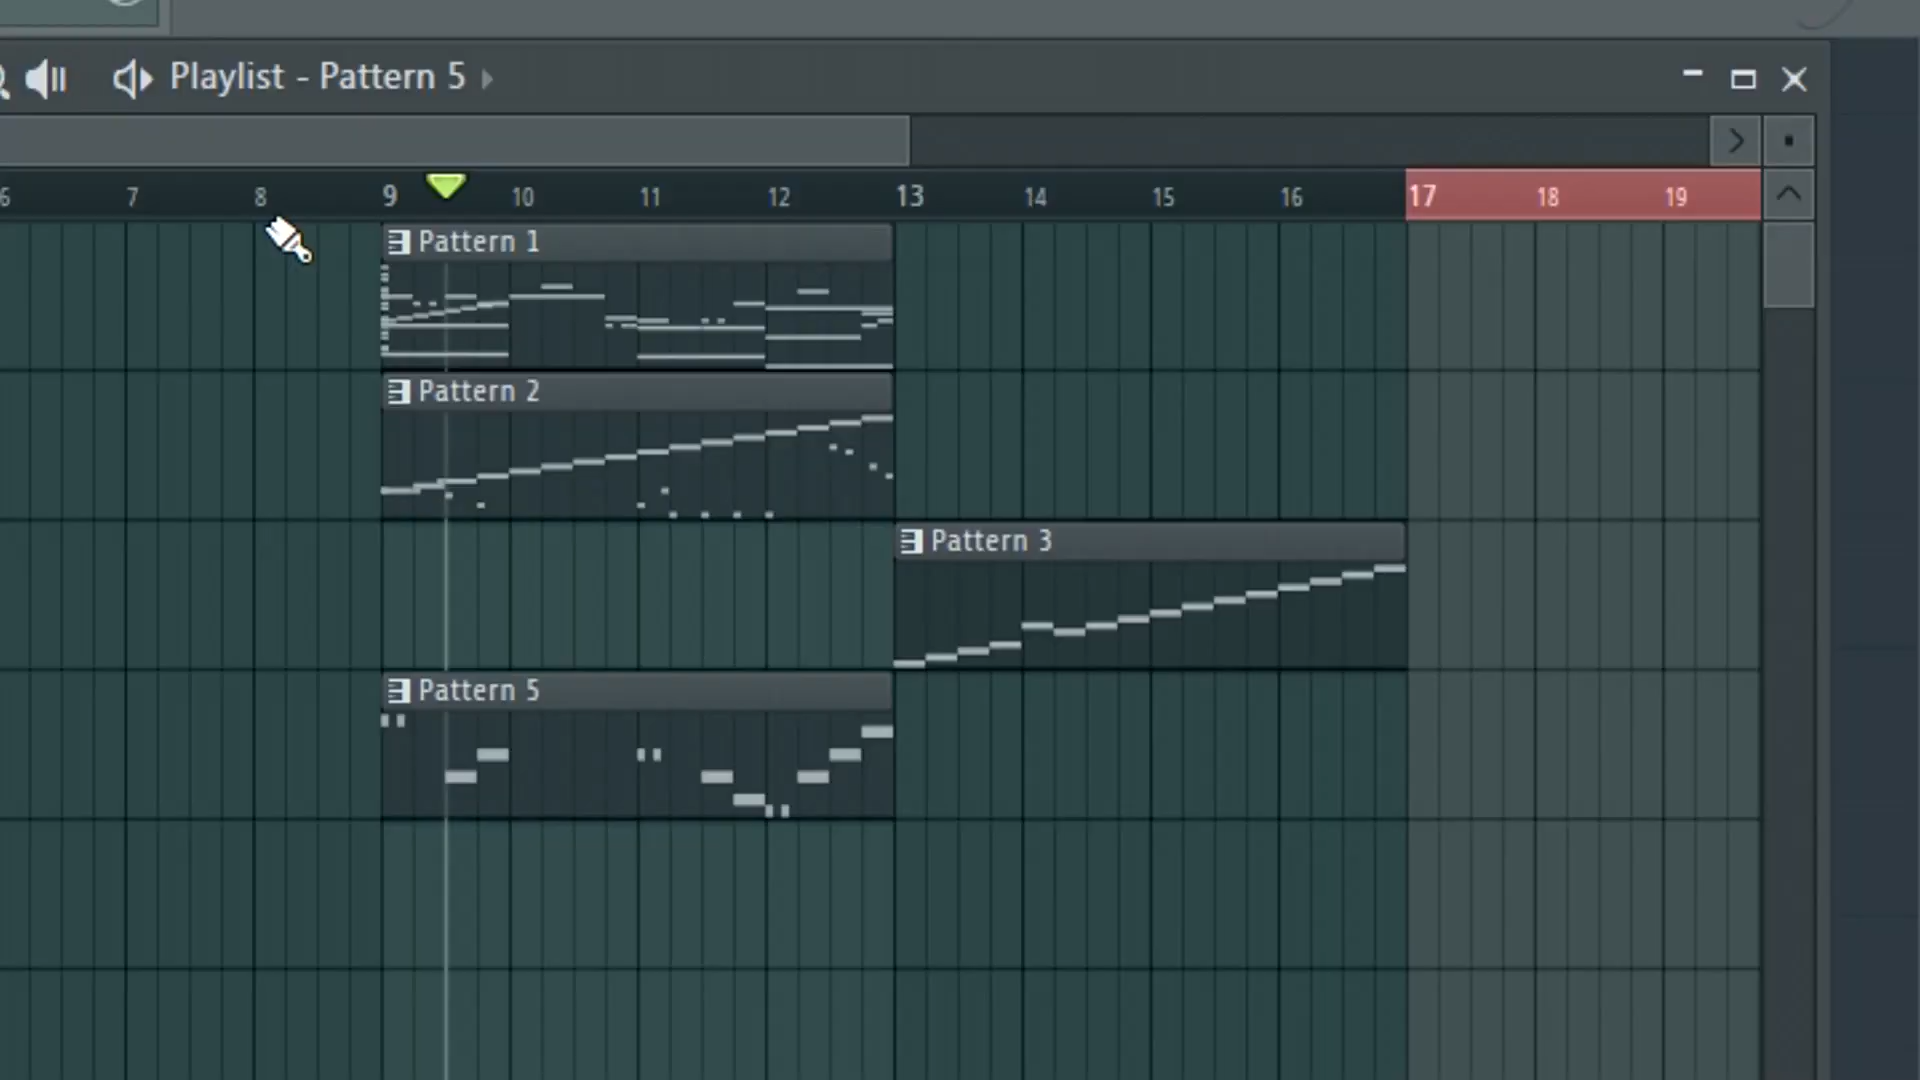 Playlist - Pattern 5
6 7 8 9 10 11 12 13 14 15 16 17 18 19
Pattern 1
Pattern 2
Pattern 3
Pattern 5